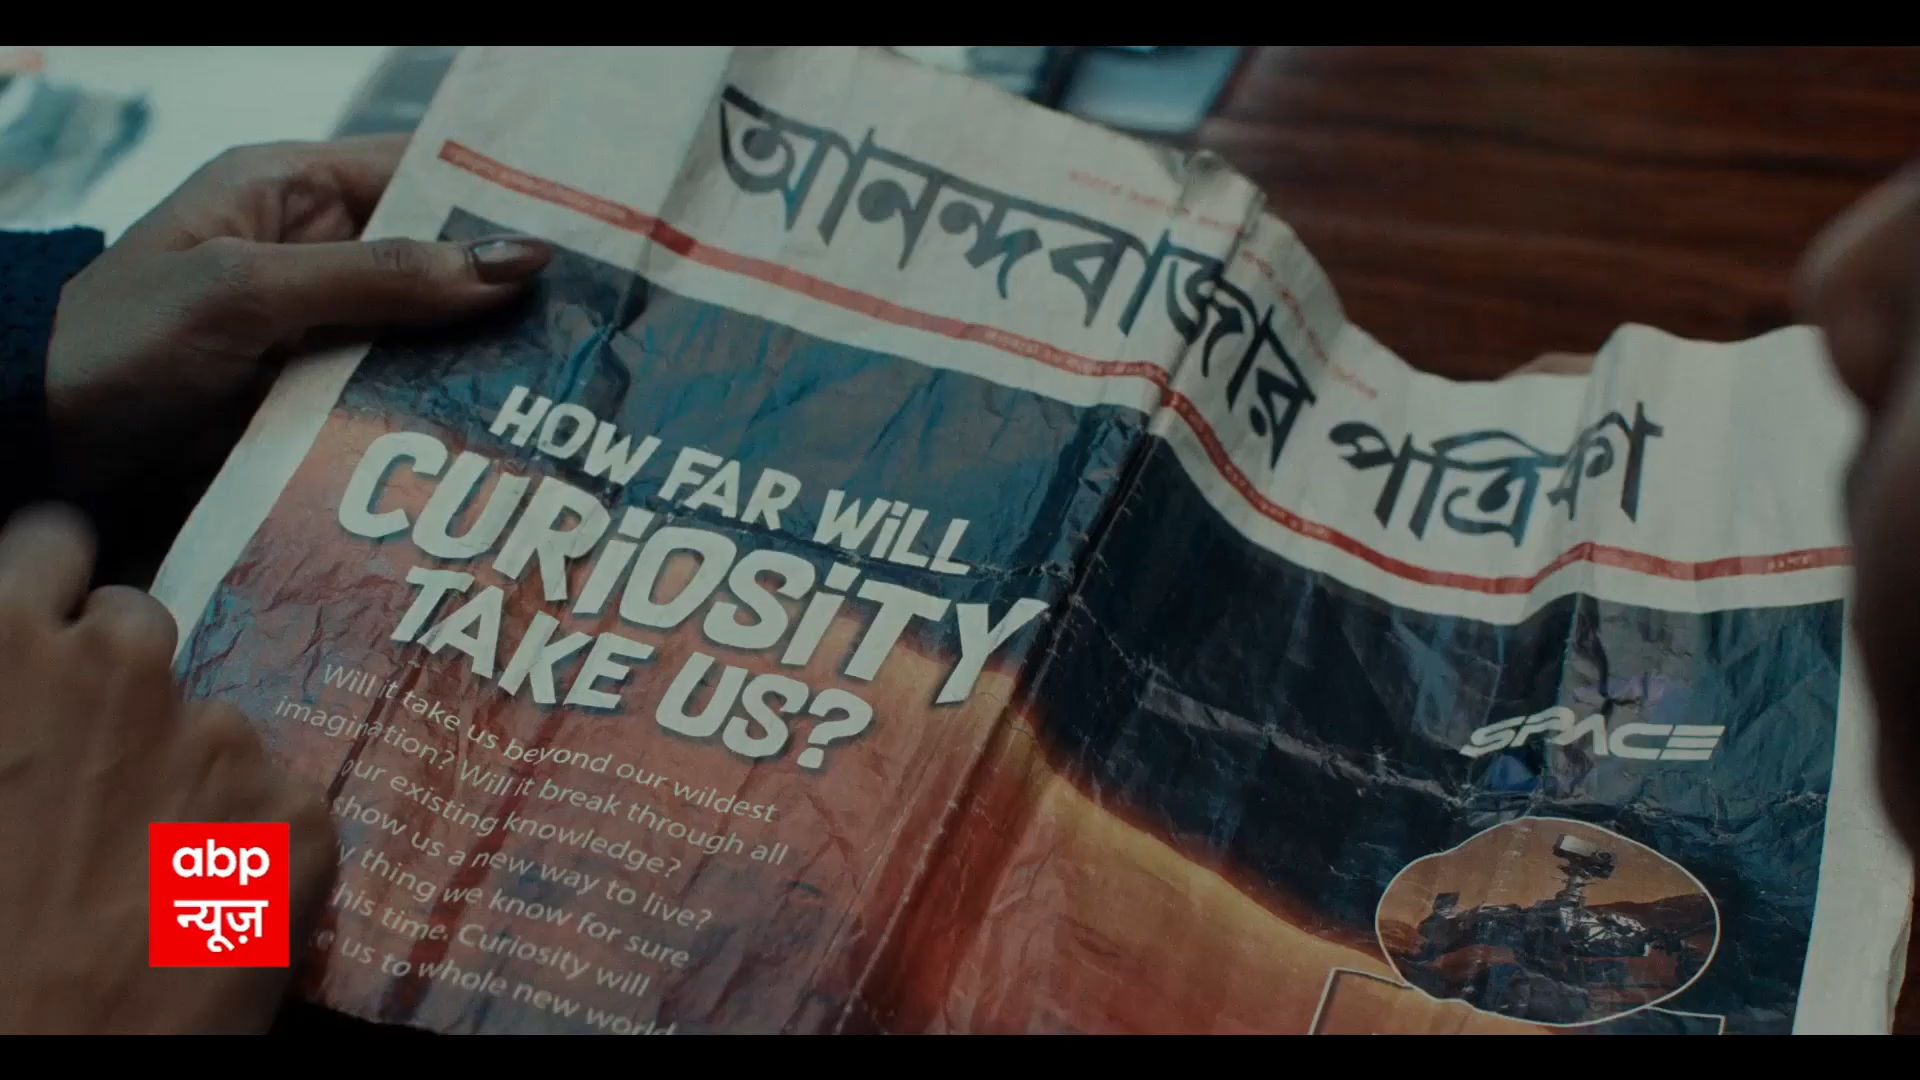 আনন্দবাজার পত্রিকা
HOW FAR WiLL
CURiOSiTY
TAKE US?
Will it take us beyond our wildest
imagination? Will it break through all
our existing knowledge?
show us a new way to live?
thing we know for sure
this time. Curiosity will
us to whole new world
SPACE
abp
न्यूज़